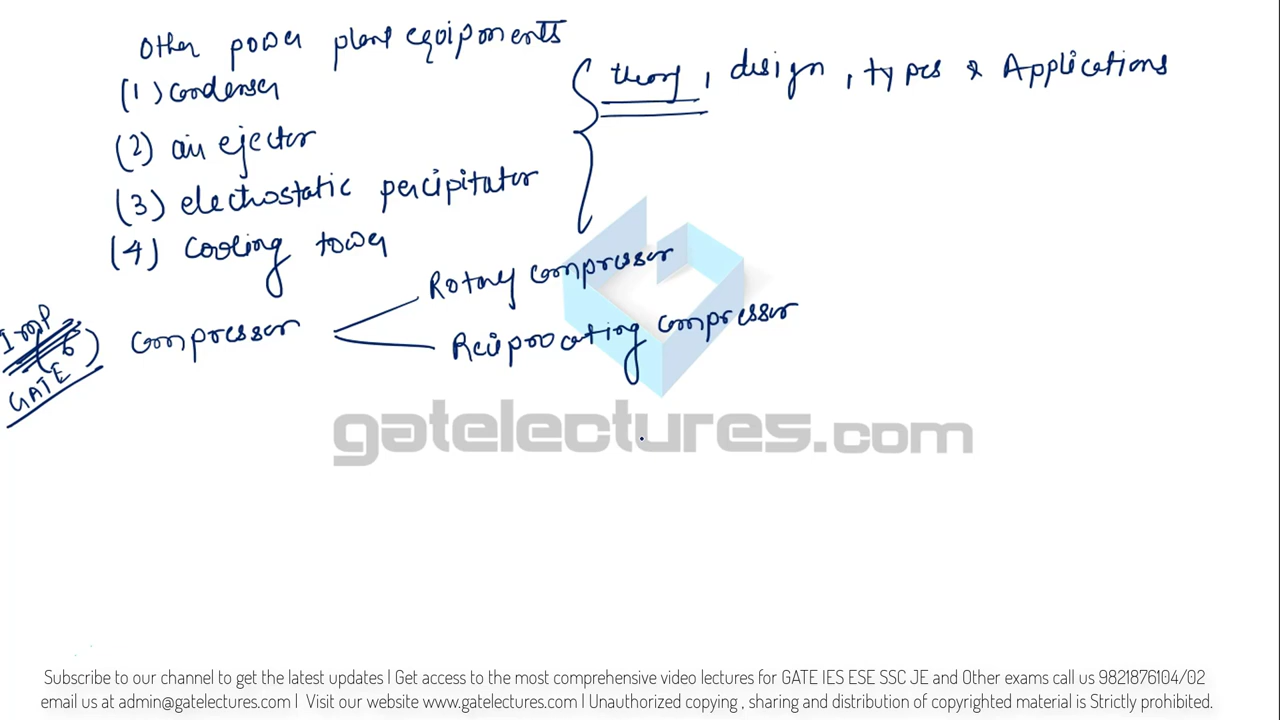 Other power plant equipments
(1) condenser
theory, design, types & Applications
(2) air ejector
(3) electrostatic percipitator
(4) cooling tower
Rotary compressor
Imp
GATE
compressor
Reciprocating compressor
gatelectures.com
Subscribe to our channel to get the latest updates | Get access to the most comprehensive video lectures for GATE IES ESE SSC JE and Other exams call us 9821876104/02
email us at admin@gatelectures.com | Visit our website www.gatelectures.com | Unauthorized copying , sharing and distribution of copyrighted material is Strictly prohibited.